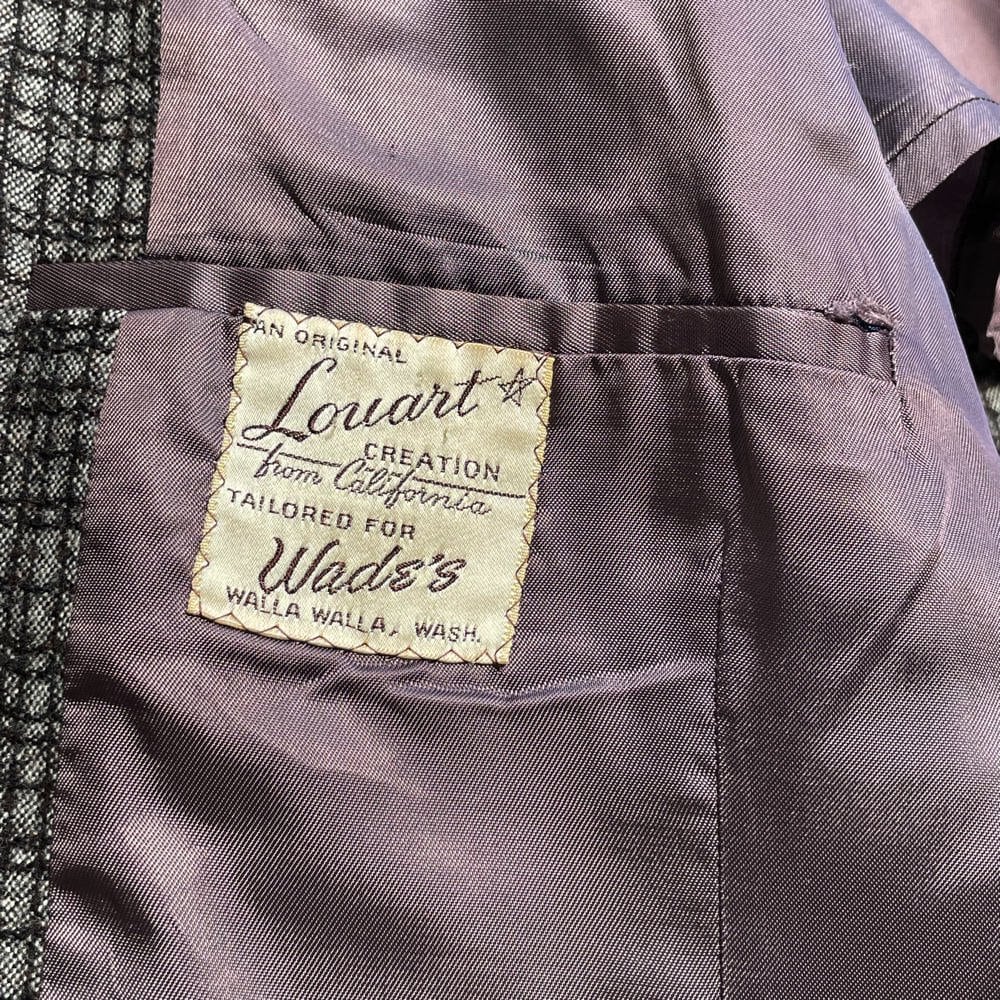 AN ORIGINAL
Louart
CREATION
from California
TAILORED FOR
Wade's
WALLA WALLA, WASH.